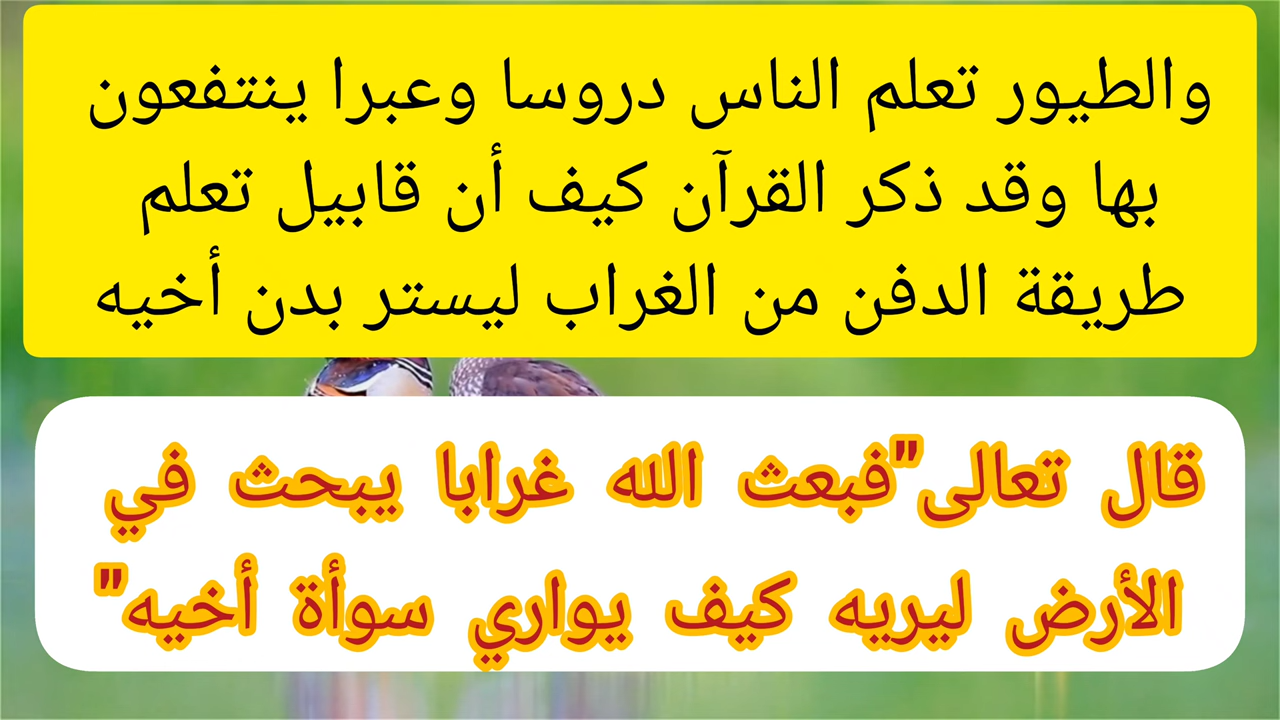 والطيور تعلم الناس دروسا وعبرا ينتفعون
بها وقد ذكر القرآن كيف أن قابيل تعلم
طريقة الدفن من الغراب ليستر بدن أخيه
قال تعالى"فبعث الله غرابا يبحث في
الأرض ليريه كيف يواري سوأة أخيه"